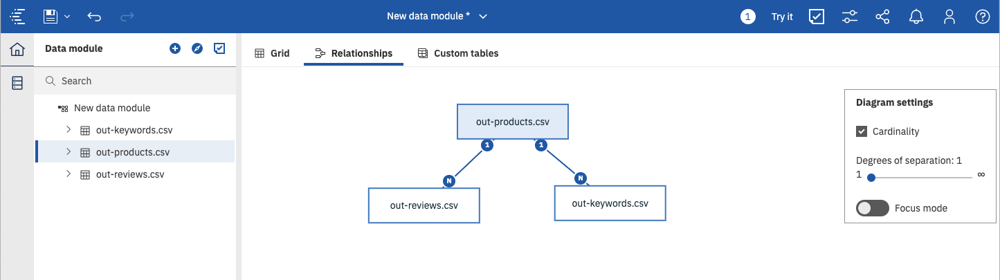 New data module *
1
Try it
Data module
Grid
Relationships
Custom tables
Search
New data module
out-keywords.csv
out-products.csv
out-reviews.csv
out-products.csv
1
1
N
N
out-reviews.csv
out-keywords.csv
Diagram settings
Cardinality
Degrees of separation: 1
1 ∞
Focus mode